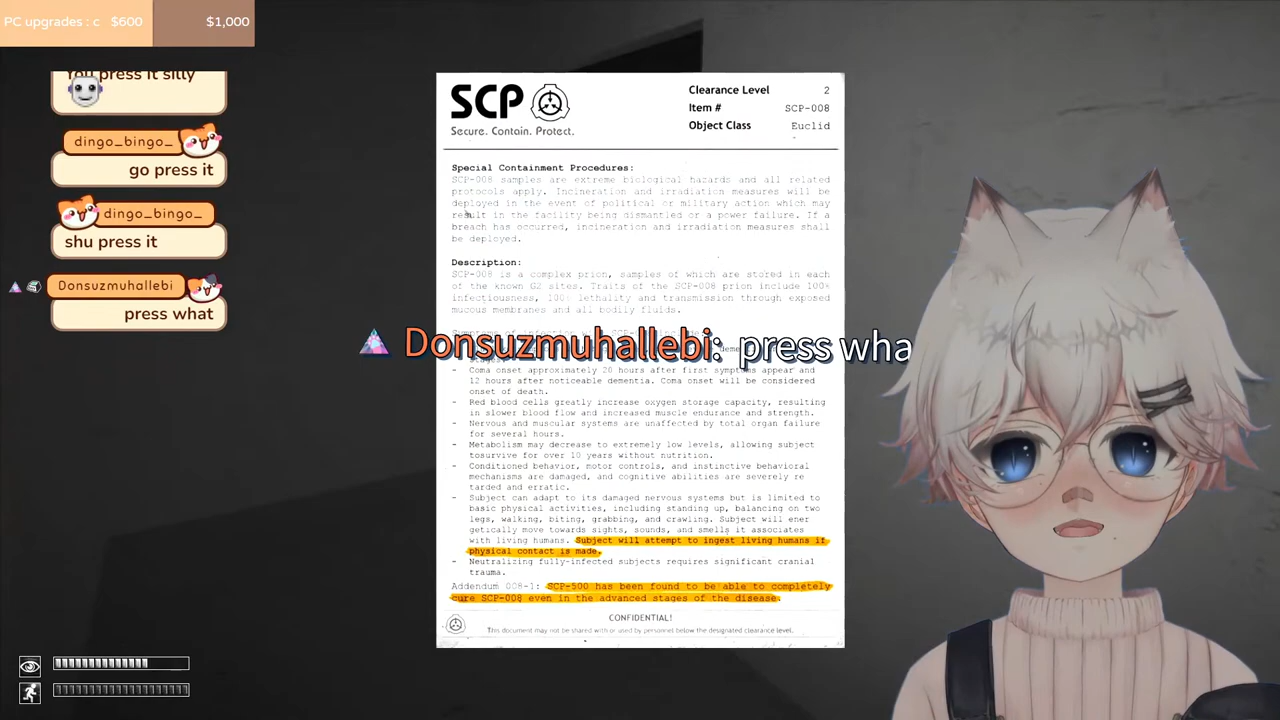 PC upgrades : c $600 $1,000
You press it silly
dingo_bingo_
go press it
dingo_bingo_
shu press it
Donsuzmuhallebi
press what
Donsuzmuhallebi: press wha
SCP
Secure. Contain. Protect.
Clearance Level 2
Item # SCP-008
Object Class Euclid
Special Containment Procedures:
SCP-008 samples are extreme biological hazards and all related
protocols apply. Incineration and irradiation measures will be
deployed in the event of political or military action which may
result in the facility being dismantled or a power failure. If a
breach has occurred, incineration and irradiation measures shall
be deployed.
Description:
SCP-008 is a complex prion, samples of which are stored in each
of the known G2 sites. Traits of the SCP-008 prion include 100%
infectiousness, 100% lethality and transmission through exposed
mucous membranes and all bodily fluids.
- Coma onset approximately 20 hours after first symptoms appear and
12 hours after noticeable dementia. Coma onset will be considered
onset of death.
- Red blood cells greatly increase oxygen storage capacity, resulting
in slower blood flow and increased muscle endurance and strength.
- Nervous and muscular systems are unaffected by total organ failure
for several hours.
- Metabolism may decrease to extremely low levels, allowing subject
tosurvive for over 10 years without nutrition.
- Conditioned behavior, motor controls, and instinctive behavioral
mechanisms are damaged, and cognitive abilities are severely re
tarded and erratic.
- Subject can adapt to its damaged nervous systems but is limited to
basic physical activities, including standing up, balancing on two
legs, walking, biting, grabbing, and crawling. Subject will ener
getically move towards sights, sounds, and smells it associates
with living humans. Subject will attempt to ingest living humans if
physical contact is made.
- Neutralizing fully-infected subjects requires significant cranial
trauma.
Addendum 008-1: SCP-500 has been found to be able to completely
cure SCP-008 even in the advanced stages of the disease.
CONFIDENTIAL!
This document may not be shared with or used by personnel below the designated clearance level.